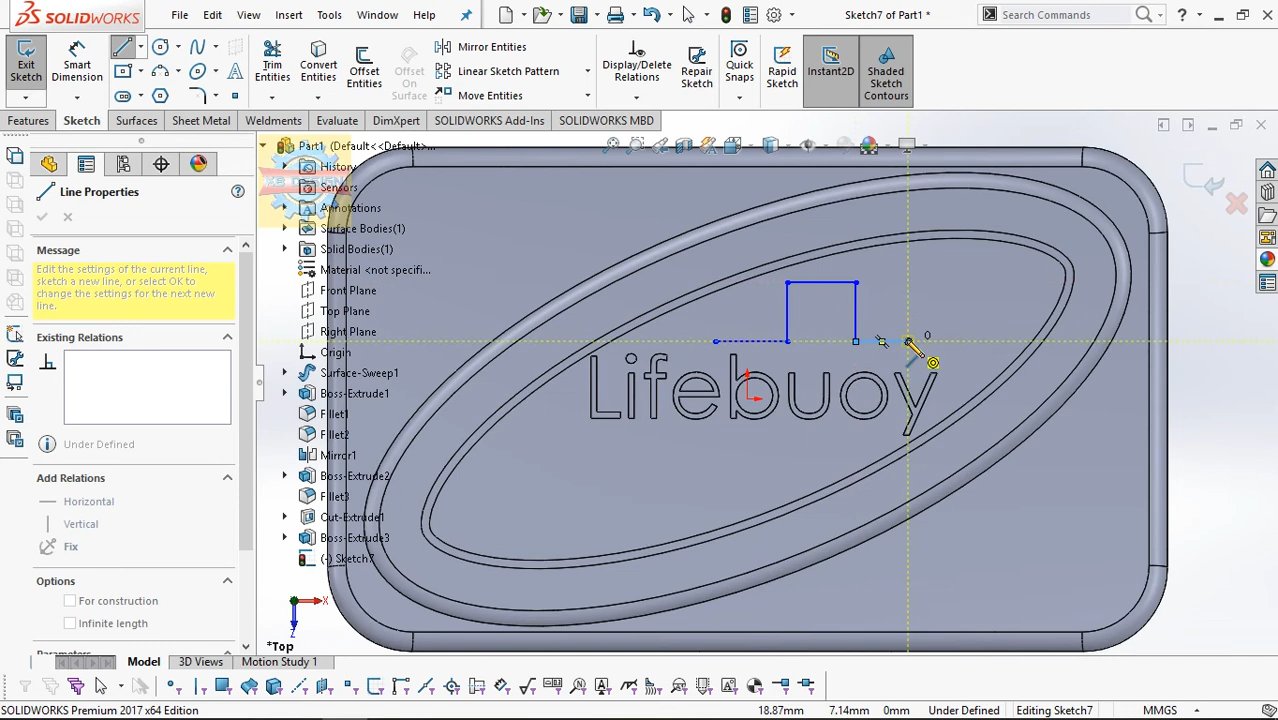 SOLIDWORKS
File Edit View Insert Tools Window Help
Sketch7 of Part1 *
Search Commands
?
Exit Sketch
Smart Dimension
Trim Entities
Convert Entities
Offset Entities
Offset On Surface
Mirror Entities
Linear Sketch Pattern
Move Entities
Display/Delete Relations
Repair Sketch
Quick Snaps
Rapid Sketch
Instant2D
Shaded Sketch Contours
Features Sketch Surfaces Sheet Metal Weldments Evaluate DimXpert SOLIDWORKS Add-Ins SOLIDWORKS MBD
Line Properties
Message
Edit the settings of the current line, sketch a new line, or select OK to change the settings for the next new line.
Existing Relations
Under Defined
Add Relations
Horizontal
Vertical
Fix
Options
For construction
Infinite length
Part1 (Default<<Default>...
History
Sensors
Annotations
Surface Bodies(1)
Solid Bodies(1)
Material <not specifi...
Front Plane
Top Plane
Right Plane
Origin
Surface-Sweep1
Boss-Extrude1
Fillet1
Fillet2
Mirror1
Boss-Extrude2
Fillet3
Cut-Extrude1
Boss-Extrude3
(-) Sketch7
0
Lifebuoy
X
Z
*Top
Model 3D Views Motion Study 1
SOLIDWORKS Premium 2017 x64 Edition
18.87mm 7.14mm 0mm Under Defined Editing Sketch7 MMGS